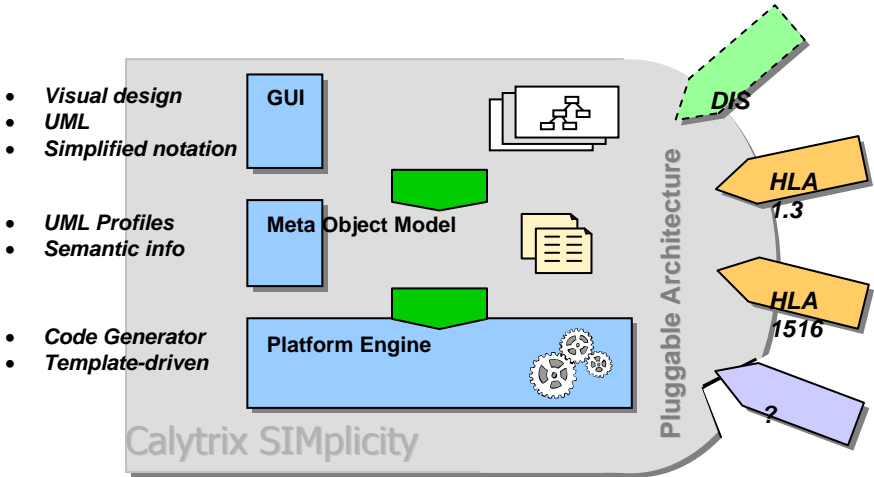 • Visual design
• UML
• Simplified notation
GUI
DIS
HLA
1.3
• UML Profiles
• Semantic info
Meta Object Model
HLA
1516
• Code Generator
• Template-driven
Platform Engine
?
Pluggable Architecture
Calytrix SIMplicity